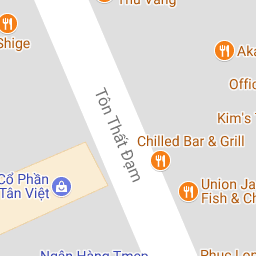 Thu Vàng
Shige
Aka
Offic
Kim's T
Tôn Thất Đạm
Chilled Bar & Grill
Cổ Phần
Tân Việt
Union Ja
Fish & Ch
Ngân Hàng Tmcp
Phuc Lon